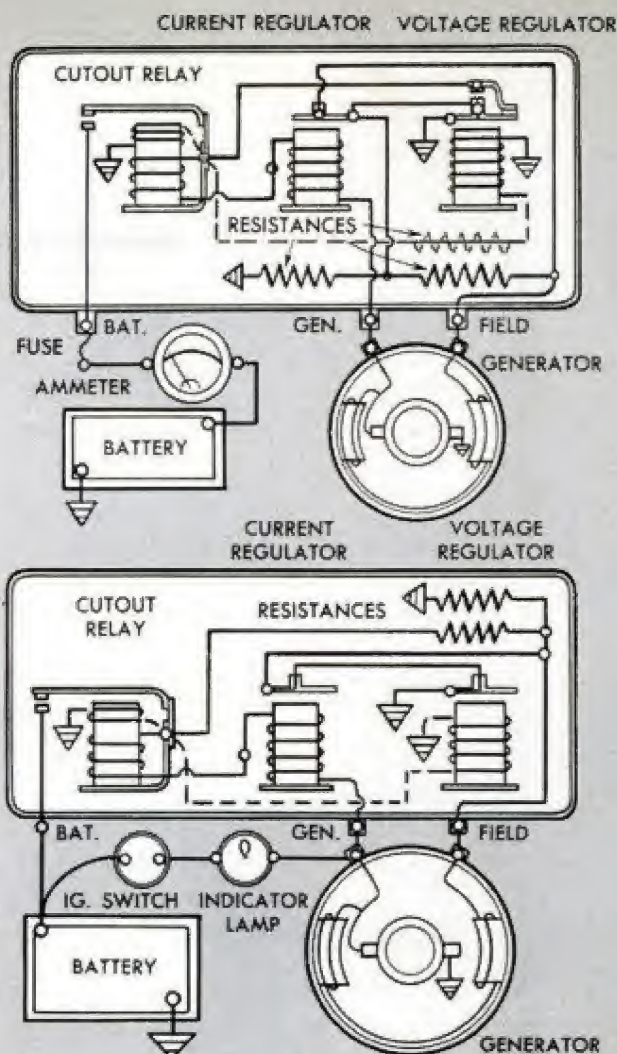 CURRENT REGULATOR VOLTAGE REGULATOR
CUTOUT RELAY
RESISTANCES
BAT. GEN. FIELD
FUSE
GENERATOR
AMMETER
BATTERY
CURRENT REGULATOR
VOLTAGE REGULATOR
CUTOUT RELAY
RESISTANCES
BAT. GEN. FIELD
IG. SWITCH
INDICATOR LAMP
BATTERY
GENERATOR